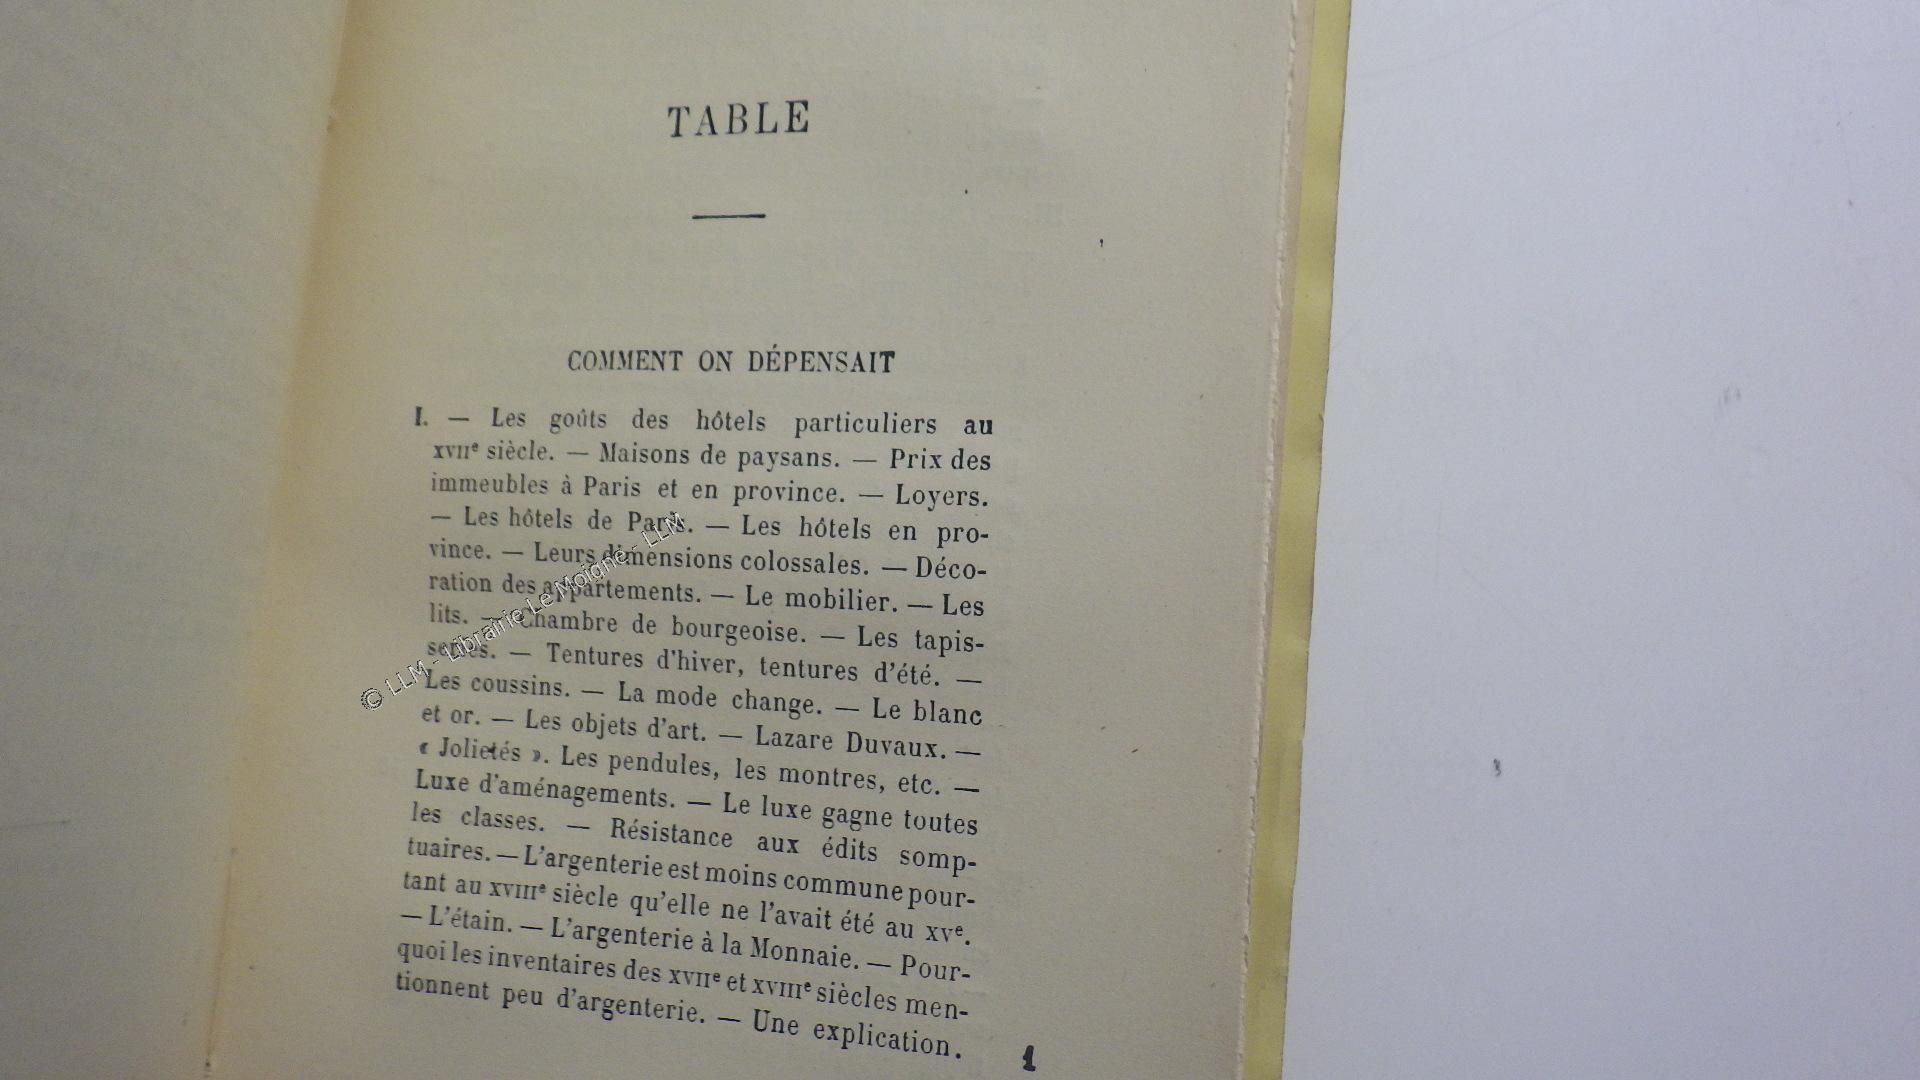 TABLE
COMMENT ON DÉPENSAIT
I. — Les goûts des hôtels particuliers au
XVIIe siècle. — Maisons de paysans. — Prix des
immeubles à Paris et en province. — Loyers.
— Les hôtels de Paris. — Les hôtels en pro-
vince. — Leurs dimensions colossales. — Déco-
ration des appartements. — Le mobilier. — Les
lits. — Chambre de bourgeoise. — Les tapis-
series. — Tentures d'hiver, tentures d'été. —
Les coussins. — La mode change. — Le blanc
et or. — Les objets d'art. — Lazare Duvaux. —
« Jolietés ». Les pendules, les montres, etc. —
Luxe d'aménagements. — Le luxe gagne toutes
les classes. — Résistance aux édits somp-
tuaires. — L'argenterie est moins commune pour-
tant au XVIIIe siècle qu'elle ne l'avait été au XVe.
— L'étain. — L'argenterie à la Monnaie. — Pour-
quoi les inventaires des XVIIe et XVIIIe siècles men-
tionnent peu d'argenterie. — Une explication.
1
© LLM - Librairie Le Moigne - LLM